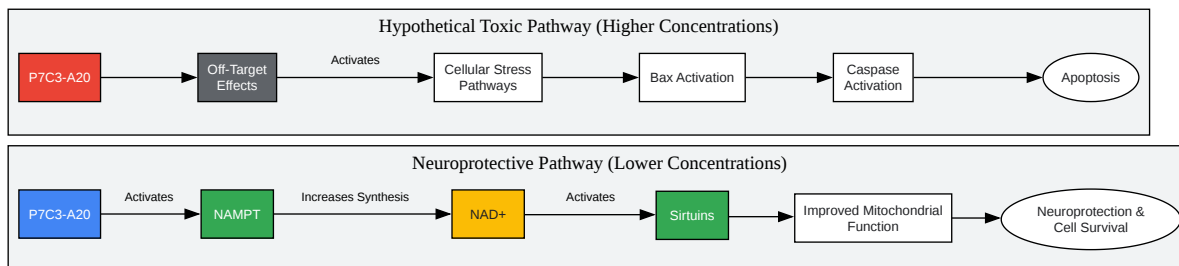 Hypothetical Toxic Pathway (Higher Concentrations)
P7C3-A20
Off-Target
Effects
Activates
Cellular Stress
Pathways
Bax Activation
Caspase
Activation
Apoptosis
Neuroprotective Pathway (Lower Concentrations)
P7C3-A20
Activates
NAMPT
Increases Synthesis
NAD+
Activates
Sirtuins
Improved Mitochondrial
Function
Neuroprotection &
Cell Survival